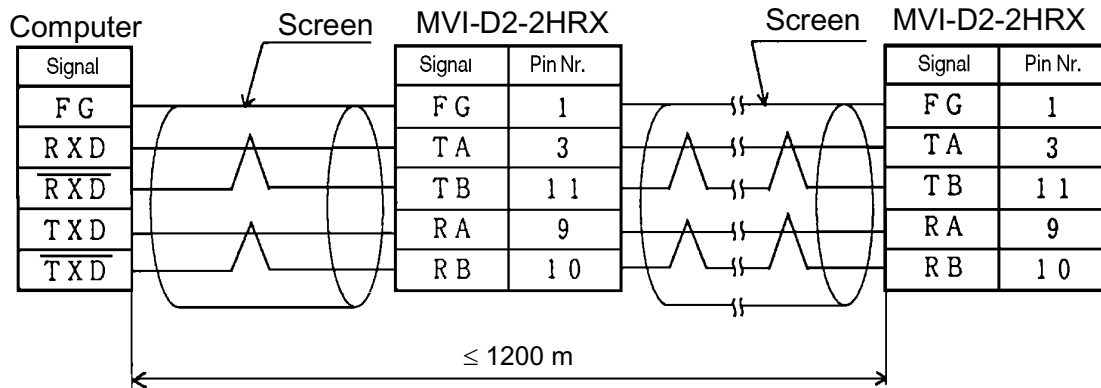 Computer Screen MVI-D2-2HRX Screen MVI-D2-2HRX
Signal Signal Pin Nr. Signal Pin Nr.
FG FG 1 FG 1
RXD TA 3 TA 3
R̅X̅D̅ TB 11 TB 11
TXD RA 9 RA 9
T̅X̅D̅ RB 10 RB 10
≤ 1200 m